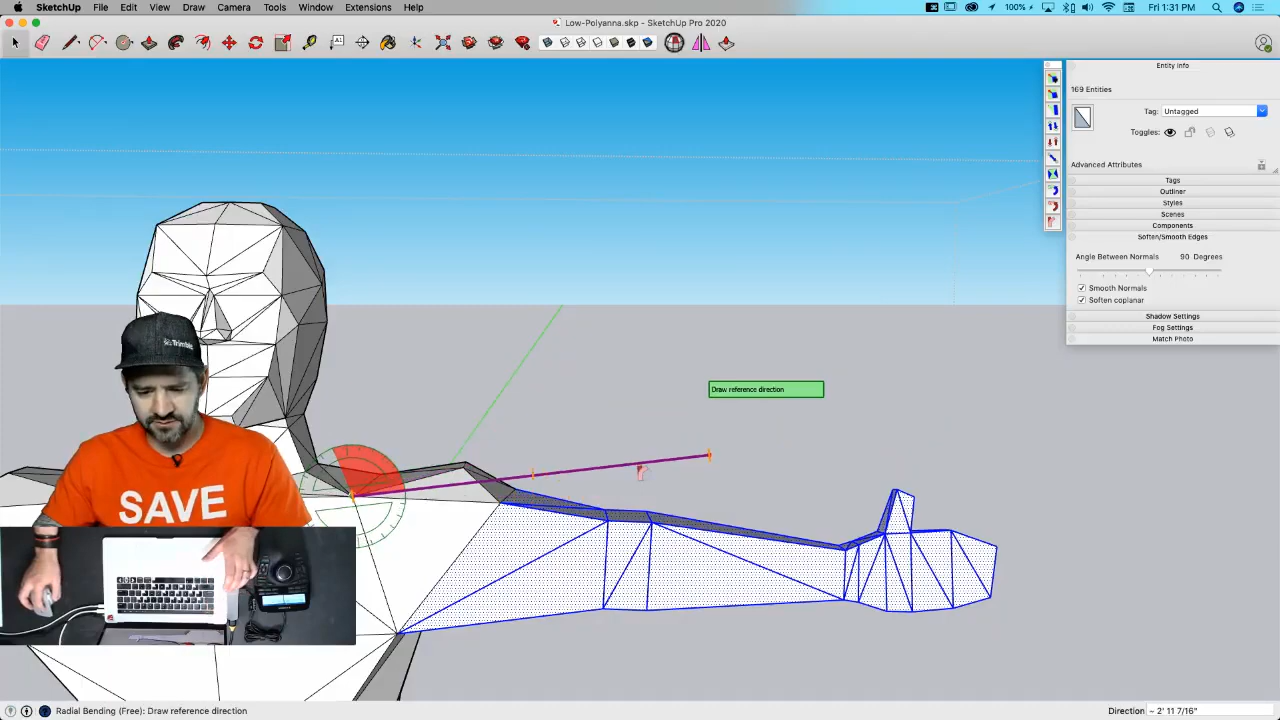 SketchUp File Edit View Draw Camera Tools Window Extensions Help
100% Fri 1:31 PM
Low-Polyanna.skp - SketchUp Pro 2020
Entity Info
169 Entities
Tag: Untagged
Toggles:
Advanced Attributes
Tags
Outliner
Styles
Scenes
Components
Soften/Smooth Edges
Angle Between Normals 90 Degrees
Smooth Normals
Soften coplanar
Shadow Settings
Fog Settings
Match Photo
Draw reference direction
Trimble
SAVE
Radial Bending (Free): Draw reference direction
Direction ~ 2' 11 7/16"